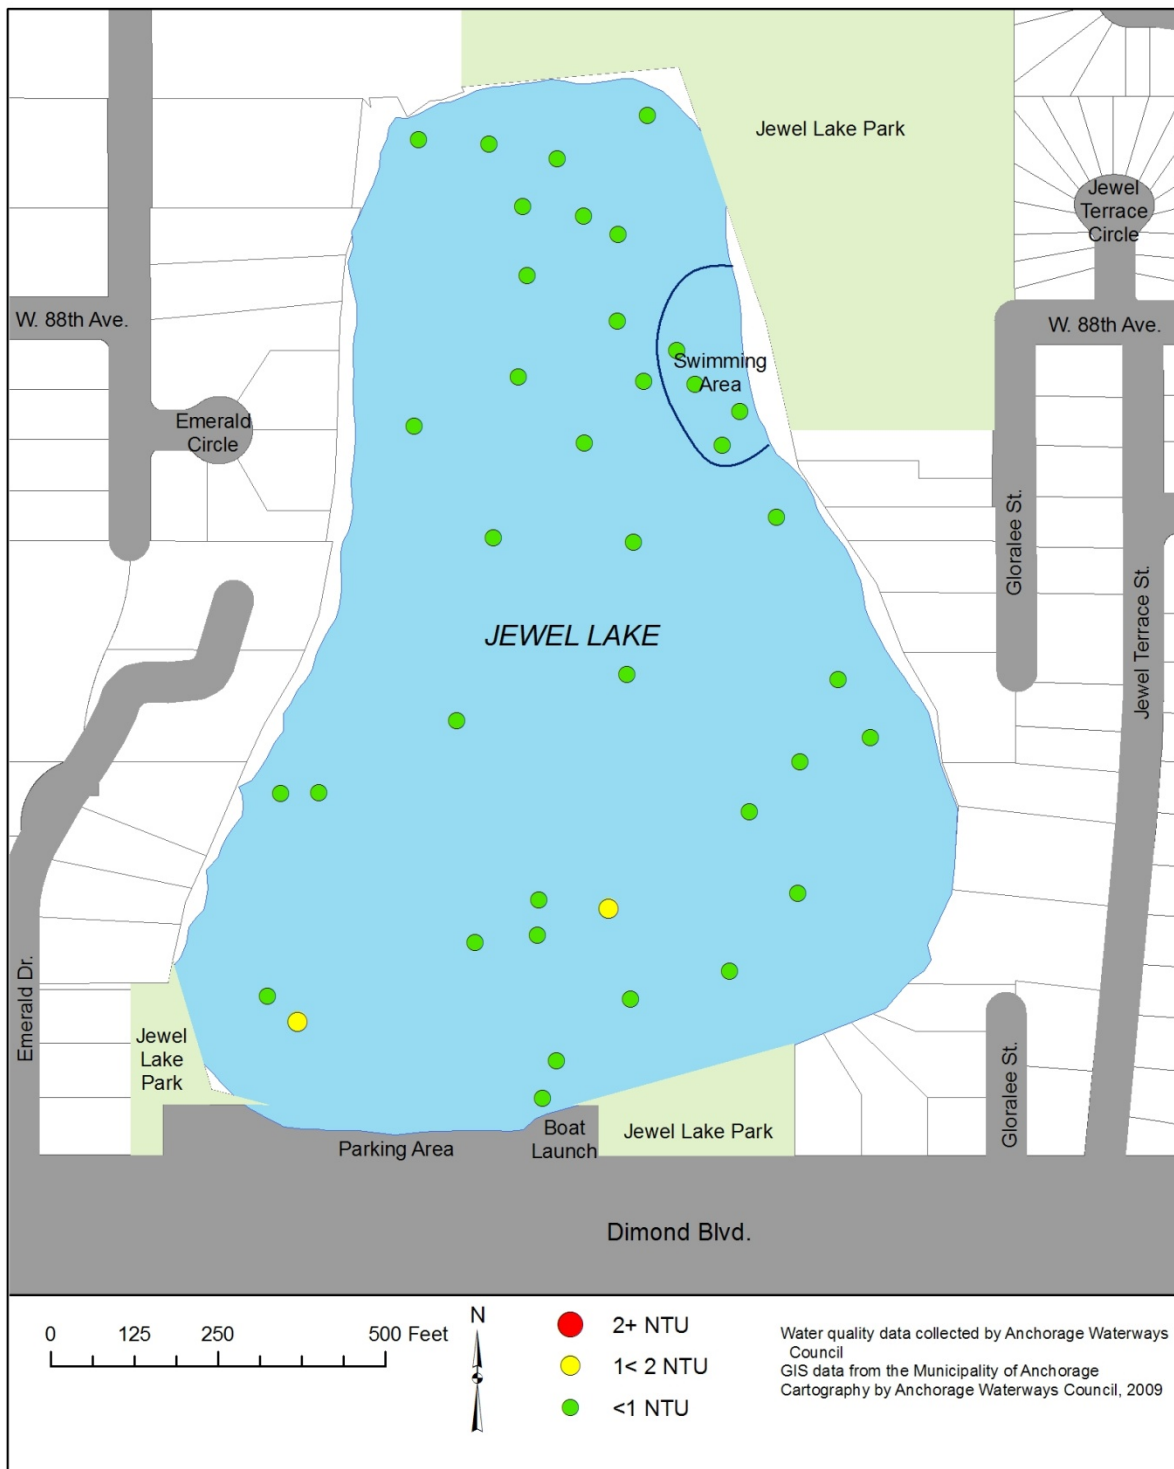 Jewel Lake Park
Jewel
Terrace
Circle
W. 88th Ave.
W. 88th Ave.
Swimming
Area
Emerald
Circle
Gloralee St.
Jewel Terrace St.
JEWEL LAKE
Emerald Dr.
Jewel
Lake
Park
Gloralee St.
Parking Area
Boat
Launch
Jewel Lake Park
Dimond Blvd.
0 125 250 500 Feet
N
2+ NTU
1< 2 NTU
<1 NTU
Water quality data collected by Anchorage Waterways
Council
GIS data from the Municipality of Anchorage
Cartography by Anchorage Waterways Council, 2009